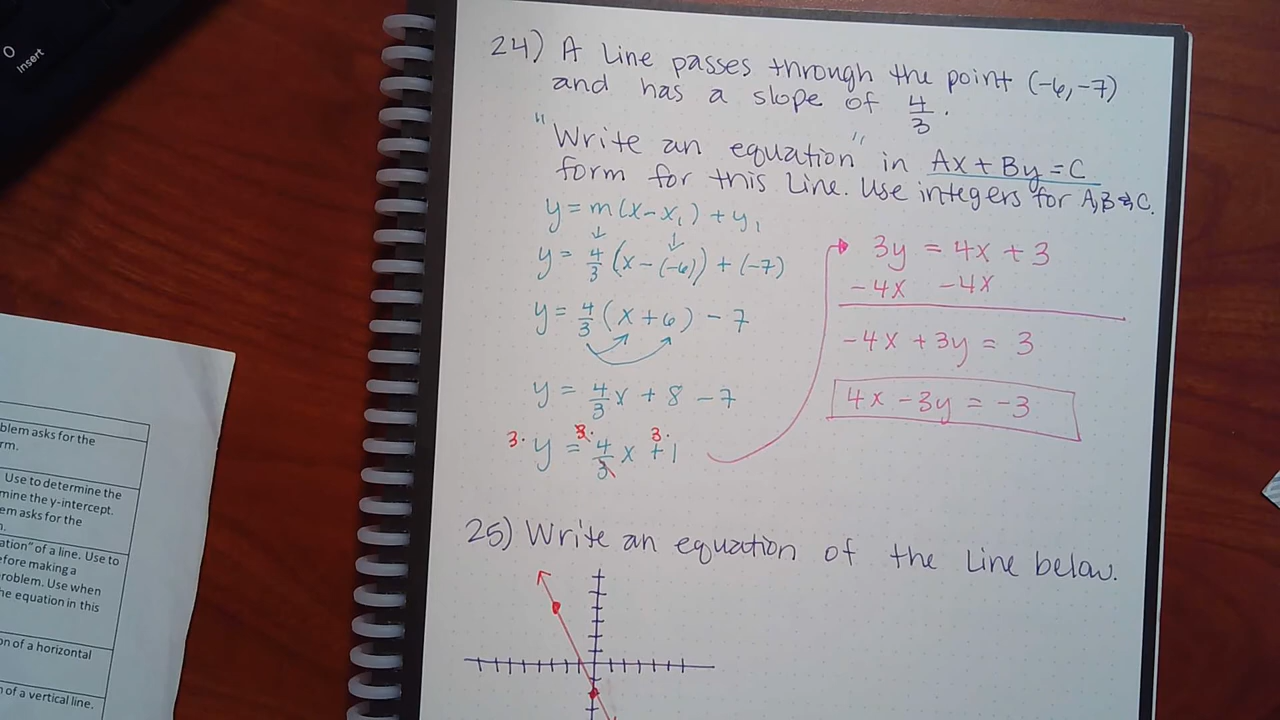 O
Insert
24) A Line passes through the point (-6,-7)
and has a slope of 4/3.
"Write an equation" in Ax + By = C
form for this Line. Use integers for A, B & C.
y = m(x-x₁) + y₁
y = 4/3 (x-(-6)) + (-7)
y = 4/3 (x+6) - 7
y = 4/3 x + 8 - 7
3. 3. 3.
y = 4/3 x + 1
3y = 4x + 3
-4x -4x
-4x + 3y = 3
4x - 3y = -3
25) Write an equation of the Line below.
blem asks for the
rm.
Use to determine the
mine the y-intercept.
em asks for the
n.
ation" of a line. Use to
efore making a
roblem. Use when
he equation in this
on of a horizontal
n of a vertical line.